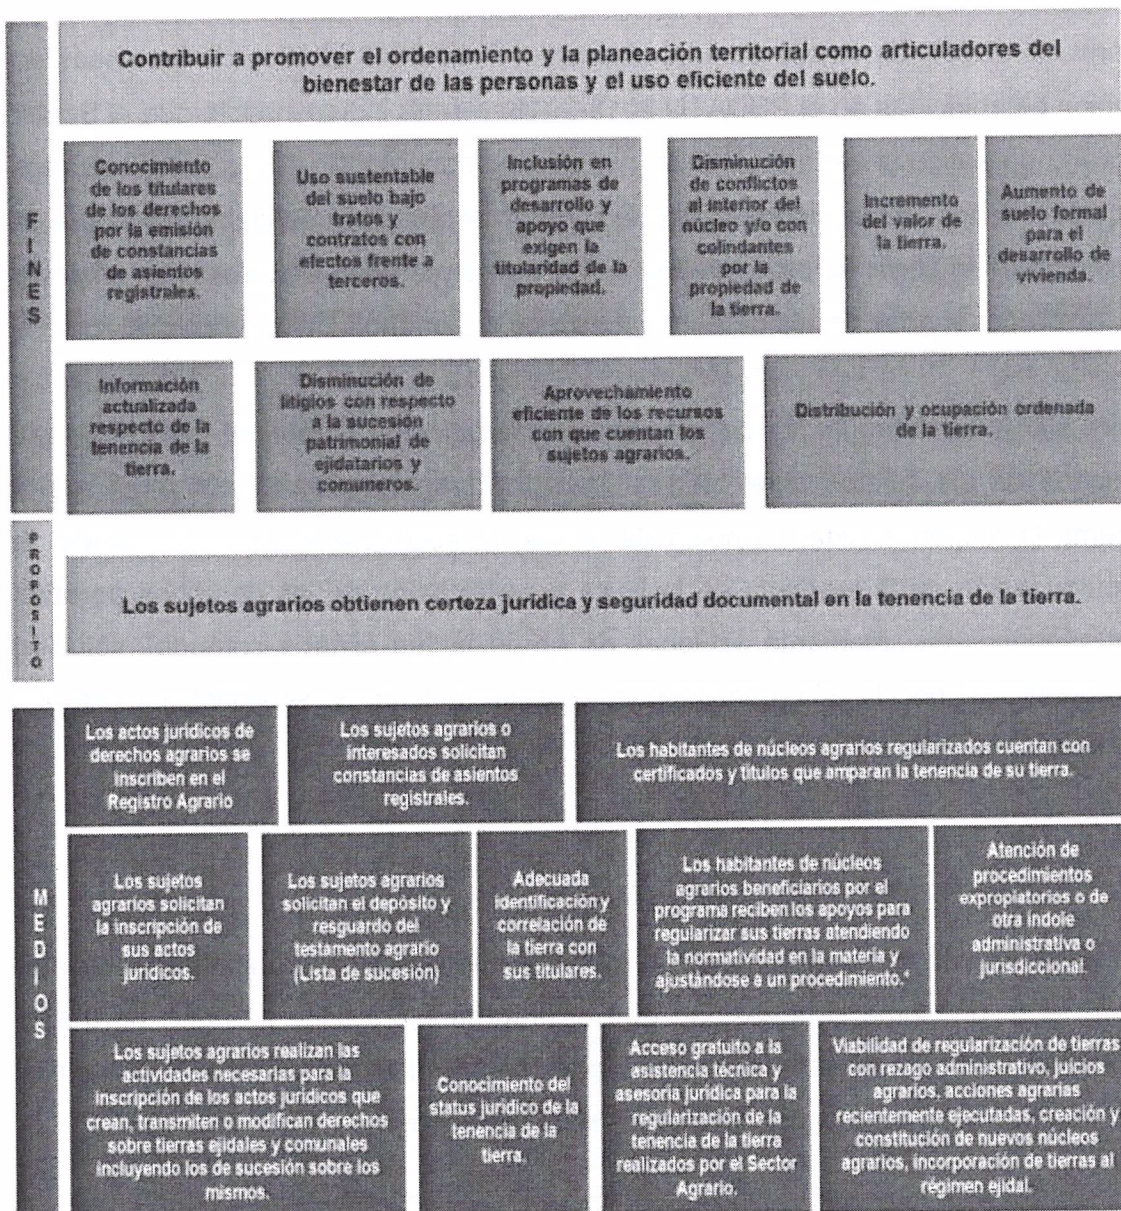 Contribuir a promover el ordenamiento y la planeación territorial como articuladores del
bienestar de las personas y el uso eficiente del suelo.
FINES
Conocimiento
de los titulares
de los derechos
por la emisión
de constancias
de asientos
registrales.
Uso sustentable
del suelo bajo
tratos y
contratos con
efectos frente a
terceros.
Inclusión en
programas de
desarrollo y
apoyo que
exigen la
titularidad de la
propiedad.
Disminución
de conflictos
al interior del
núcleo y/o con
colindantes
por la
propiedad de
la tierra.
Incremento
del valor de
la tierra.
Aumento de
suelo formal
para el
desarrollo de
vivienda.
Información
actualizada
respecto de la
tenencia de la
tierra.
Disminución de
litigios con respecto
a la sucesión
patrimonial de
ejidatarios y
comuneros.
Aprovechamiento
eficiente de los recursos
con que cuentan los
sujetos agrarios.
Distribución y ocupación ordenada
de la tierra.
PROPOSITO
Los sujetos agrarios obtienen certeza jurídica y seguridad documental en la tenencia de la tierra.
MEDIOS
Los actos jurídicos de
derechos agrarios se
inscriben en el
Registro Agrario
Los sujetos agrarios o
interesados solicitan
constancias de asientos
registrales.
Los habitantes de núcleos agrarios regularizados cuentan con
certificados y títulos que amparan la tenencia de su tierra.
Los sujetos
agrarios solicitan
la inscripción de
sus actos
jurídicos.
Los sujetos agrarios
solicitan el depósito y
resguardo del
testamento agrario
(Lista de sucesión)
Adecuada
identificación y
correlación de
la tierra con
sus titulares.
Los habitantes de núcleos
agrarios beneficiarios por el
programa reciben los apoyos para
regularizar sus tierras atendiendo
la normatividad en la materia y
ajustándose a un procedimiento.*
Atención de
procedimientos
expropiatorios o de
otra índole
administrativa o
jurisdiccional.
Los sujetos agrarios realizan las
actividades necesarias para la
inscripción de los actos jurídicos que
crean, transmiten o modifican derechos
sobre tierras ejidales y comunales
incluyendo los de sucesión sobre los
mismos.
Conocimiento del
status jurídico de la
tenencia de la
tierra.
Acceso gratuito a la
asistencia técnica y
asesoría jurídica para la
regularización de la
tenencia de la tierra
realizados por el Sector
Agrario.
Viabilidad de regularización de tierras
con rezago administrativo, juicios
agrarios, acciones agrarias
recientemente ejecutadas, creación y
constitución de nuevos núcleos
agrarios, incorporación de tierras al
régimen ejidal.